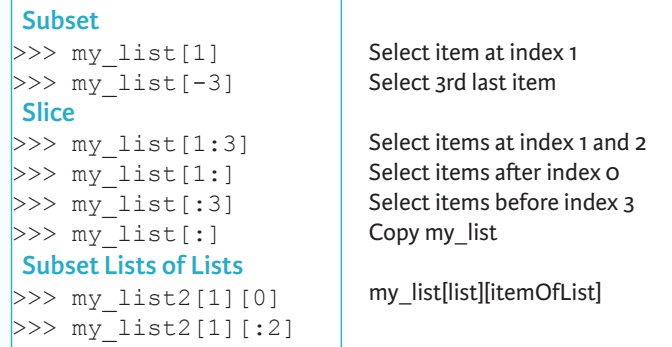 Subset
>>> my_list[1] Select item at index 1
>>> my_list[-3] Select 3rd last item
Slice
>>> my_list[1:3] Select items at index 1 and 2
>>> my_list[1:] Select items after index 0
>>> my_list[:3] Select items before index 3
>>> my_list[:] Copy my_list
Subset Lists of Lists
>>> my_list2[1][0] my_list[list][itemOfList]
>>> my_list2[1][:2]